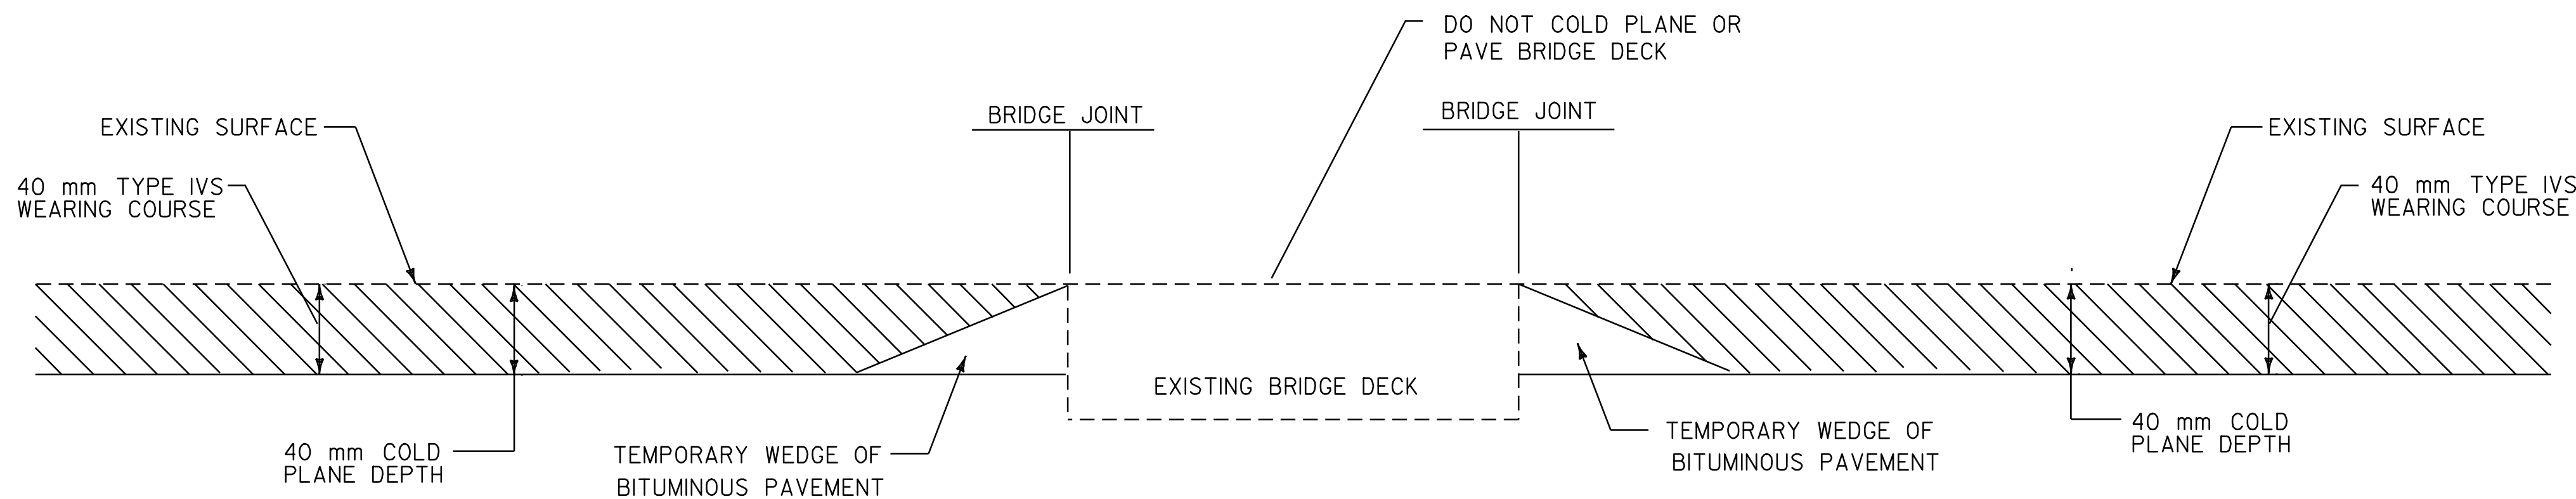 DO NOT COLD PLANE OR
PAVE BRIDGE DECK
BRIDGE JOINT
BRIDGE JOINT
EXISTING SURFACE
EXISTING SURFACE
40 mm TYPE IVS
WEARING COURSE
40 mm TYPE IVS
WEARING COURSE
EXISTING BRIDGE DECK
40 mm COLD
PLANE DEPTH
TEMPORARY WEDGE OF
BITUMINOUS PAVEMENT
TEMPORARY WEDGE OF
BITUMINOUS PAVEMENT
40 mm COLD
PLANE DEPTH